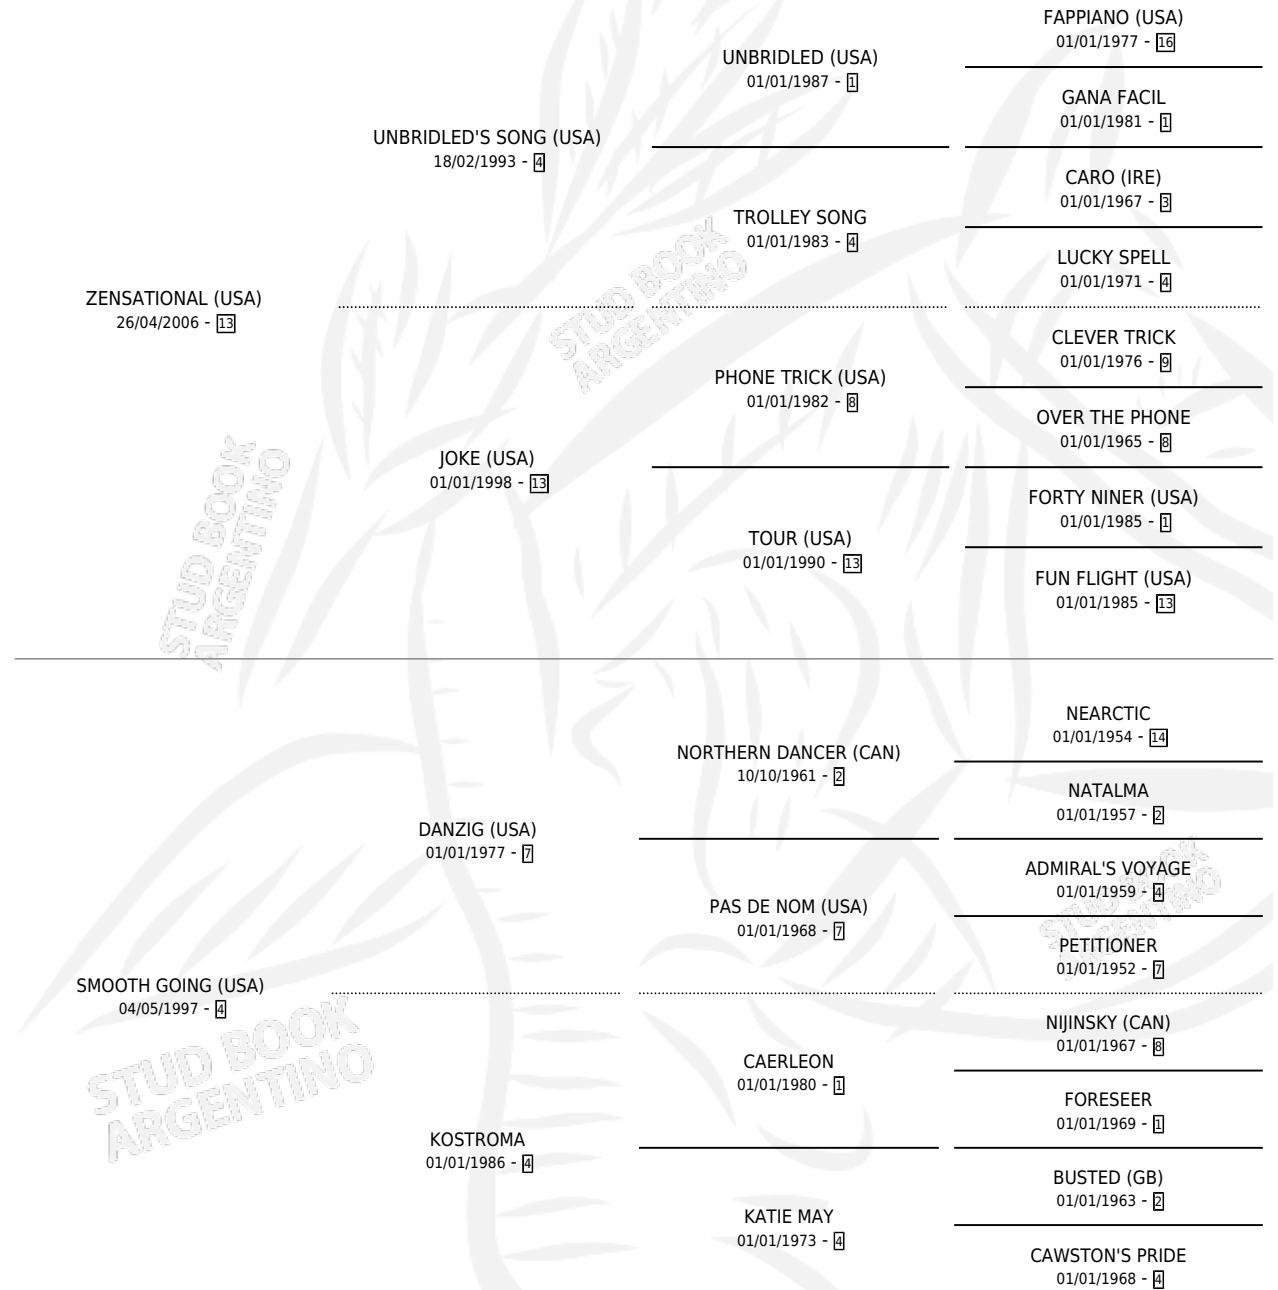 FAPPIANO (USA)
01/01/1977 - 16
UNBRIDLED (USA)
01/01/1987 - 1
GANA FACIL
01/01/1981 - 1
UNBRIDLED'S SONG (USA)
18/02/1993 - 4
CARO (IRE)
01/01/1967 - 3
TROLLEY SONG
01/01/1983 - 4
LUCKY SPELL
01/01/1971 - 4
ZENSATIONAL (USA)
26/04/2006 - 13
STUD BOOK
ARGENTINO
CLEVER TRICK
01/01/1976 - 9
PHONE TRICK (USA)
01/01/1982 - 8
OVER THE PHONE
01/01/1965 - 8
JOKE (USA)
01/01/1998 - 13
FORTY NINER (USA)
01/01/1985 - 1
TOUR (USA)
01/01/1990 - 13
FUN FLIGHT (USA)
01/01/1985 - 13
STUD BOOK
ARGENTINO
NEARCTIC
01/01/1954 - 14
NORTHERN DANCER (CAN)
10/10/1961 - 2
NATALMA
01/01/1957 - 2
DANZIG (USA)
01/01/1977 - 7
ADMIRAL'S VOYAGE
01/01/1959 - 4
PAS DE NOM (USA)
01/01/1968 - 7
PETITIONER
01/01/1952 - 7
STUD BOOK
ARGENTINO
SMOOTH GOING (USA)
04/05/1997 - 4
NIJINSKY (CAN)
01/01/1967 - 8
CAERLEON
01/01/1980 - 1
FORESEER
01/01/1969 - 1
STUD BOOK
ARGENTINO
KOSTROMA
01/01/1986 - 4
BUSTED (GB)
01/01/1963 - 2
KATIE MAY
01/01/1973 - 4
CAWSTON'S PRIDE
01/01/1968 - 4